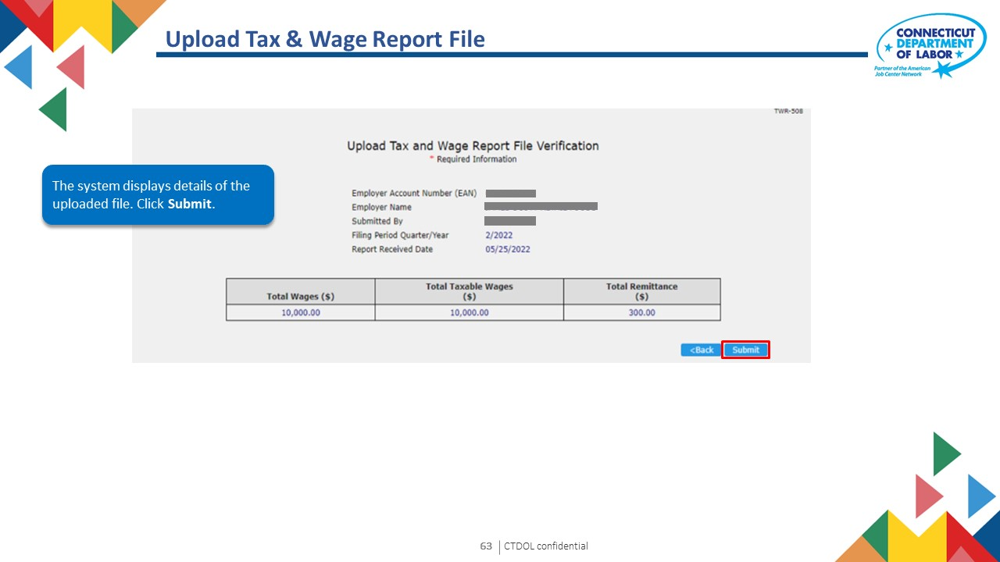 Upload Tax & Wage Report File
CONNECTICUT
DEPARTMENT
OF LABOR
Partner of the American
Job Center Network
TWR-508
Upload Tax and Wage Report File Verification
* Required Information
The system displays details of the
uploaded file. Click Submit.
Employer Account Number (EAN)
Employer Name
Submitted By
Filing Period Quarter/Year 2/2022
Report Received Date 05/25/2022
Total Wages ($) Total Taxable Wages ($) Total Remittance ($)
10,000.00 10,000.00 300.00
<Back Submit
63 CTDOL confidential